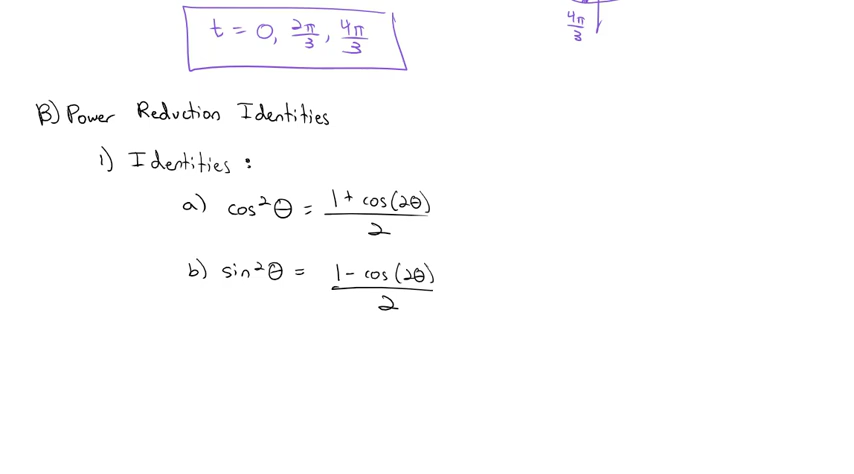 t = 0, 2π/3, 4π/3
4π/3
B) Power Reduction Identities
1) Identities :
a) cos²θ = (1 + cos(2θ))/2
b) sin²θ = (1 - cos(2θ))/2